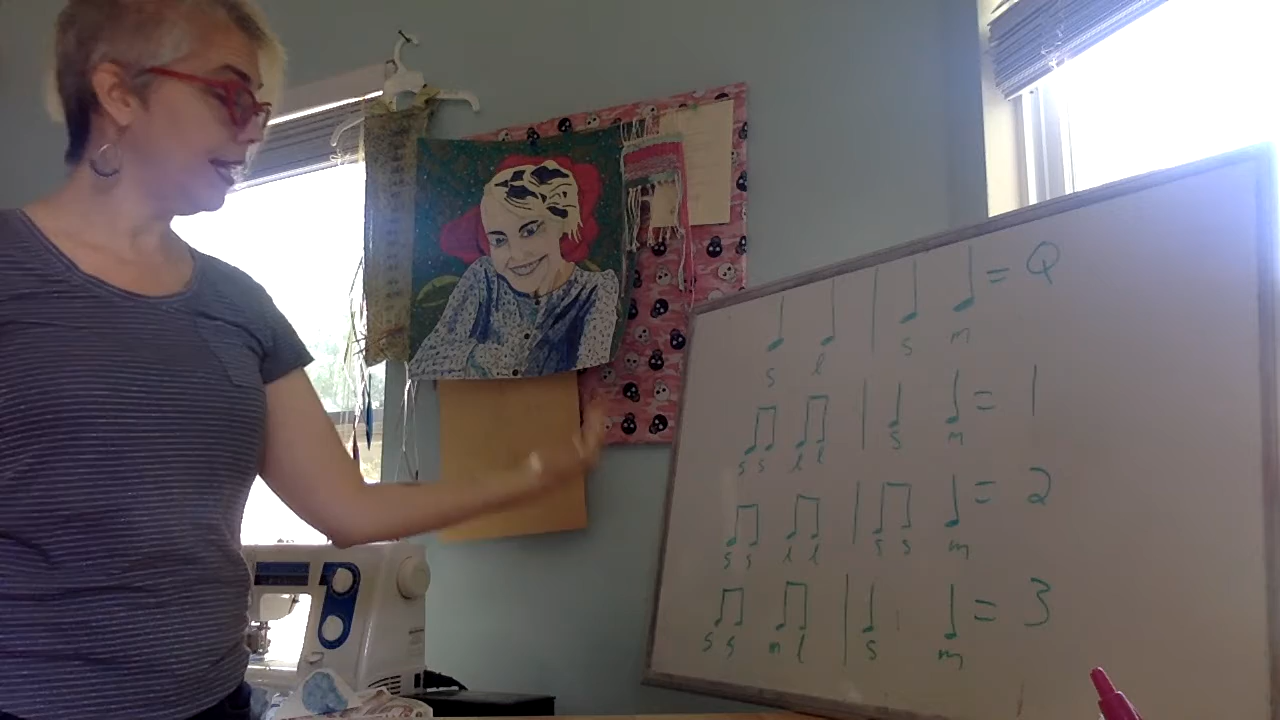 s l | s m = Q
s s l l | s m = 1
s s l l | s s m = 2
s s m l | s m = 3